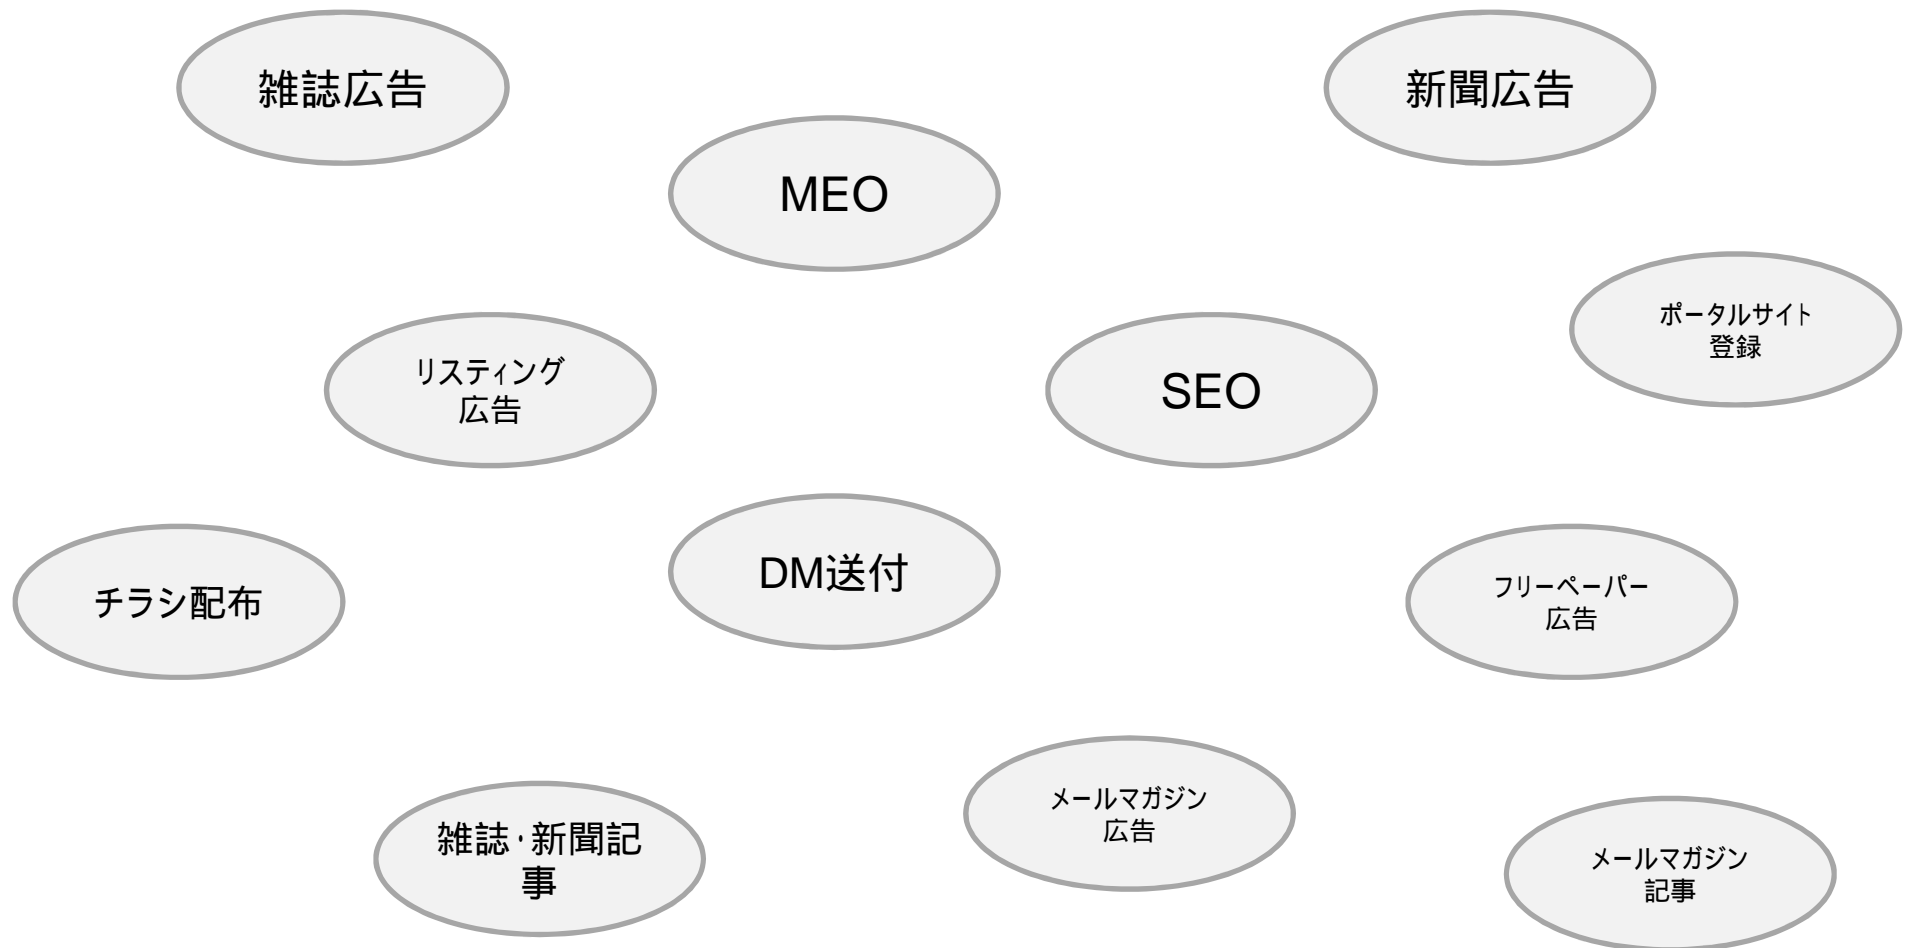 雑誌広告
新聞広告
MEO
ポータルサイト
登録
リスティング
広告
SEO
DM送付
チラシ配布
フリーペーパー
広告
メールマガジン
広告
雑誌・新聞記
事
メールマガジン
記事